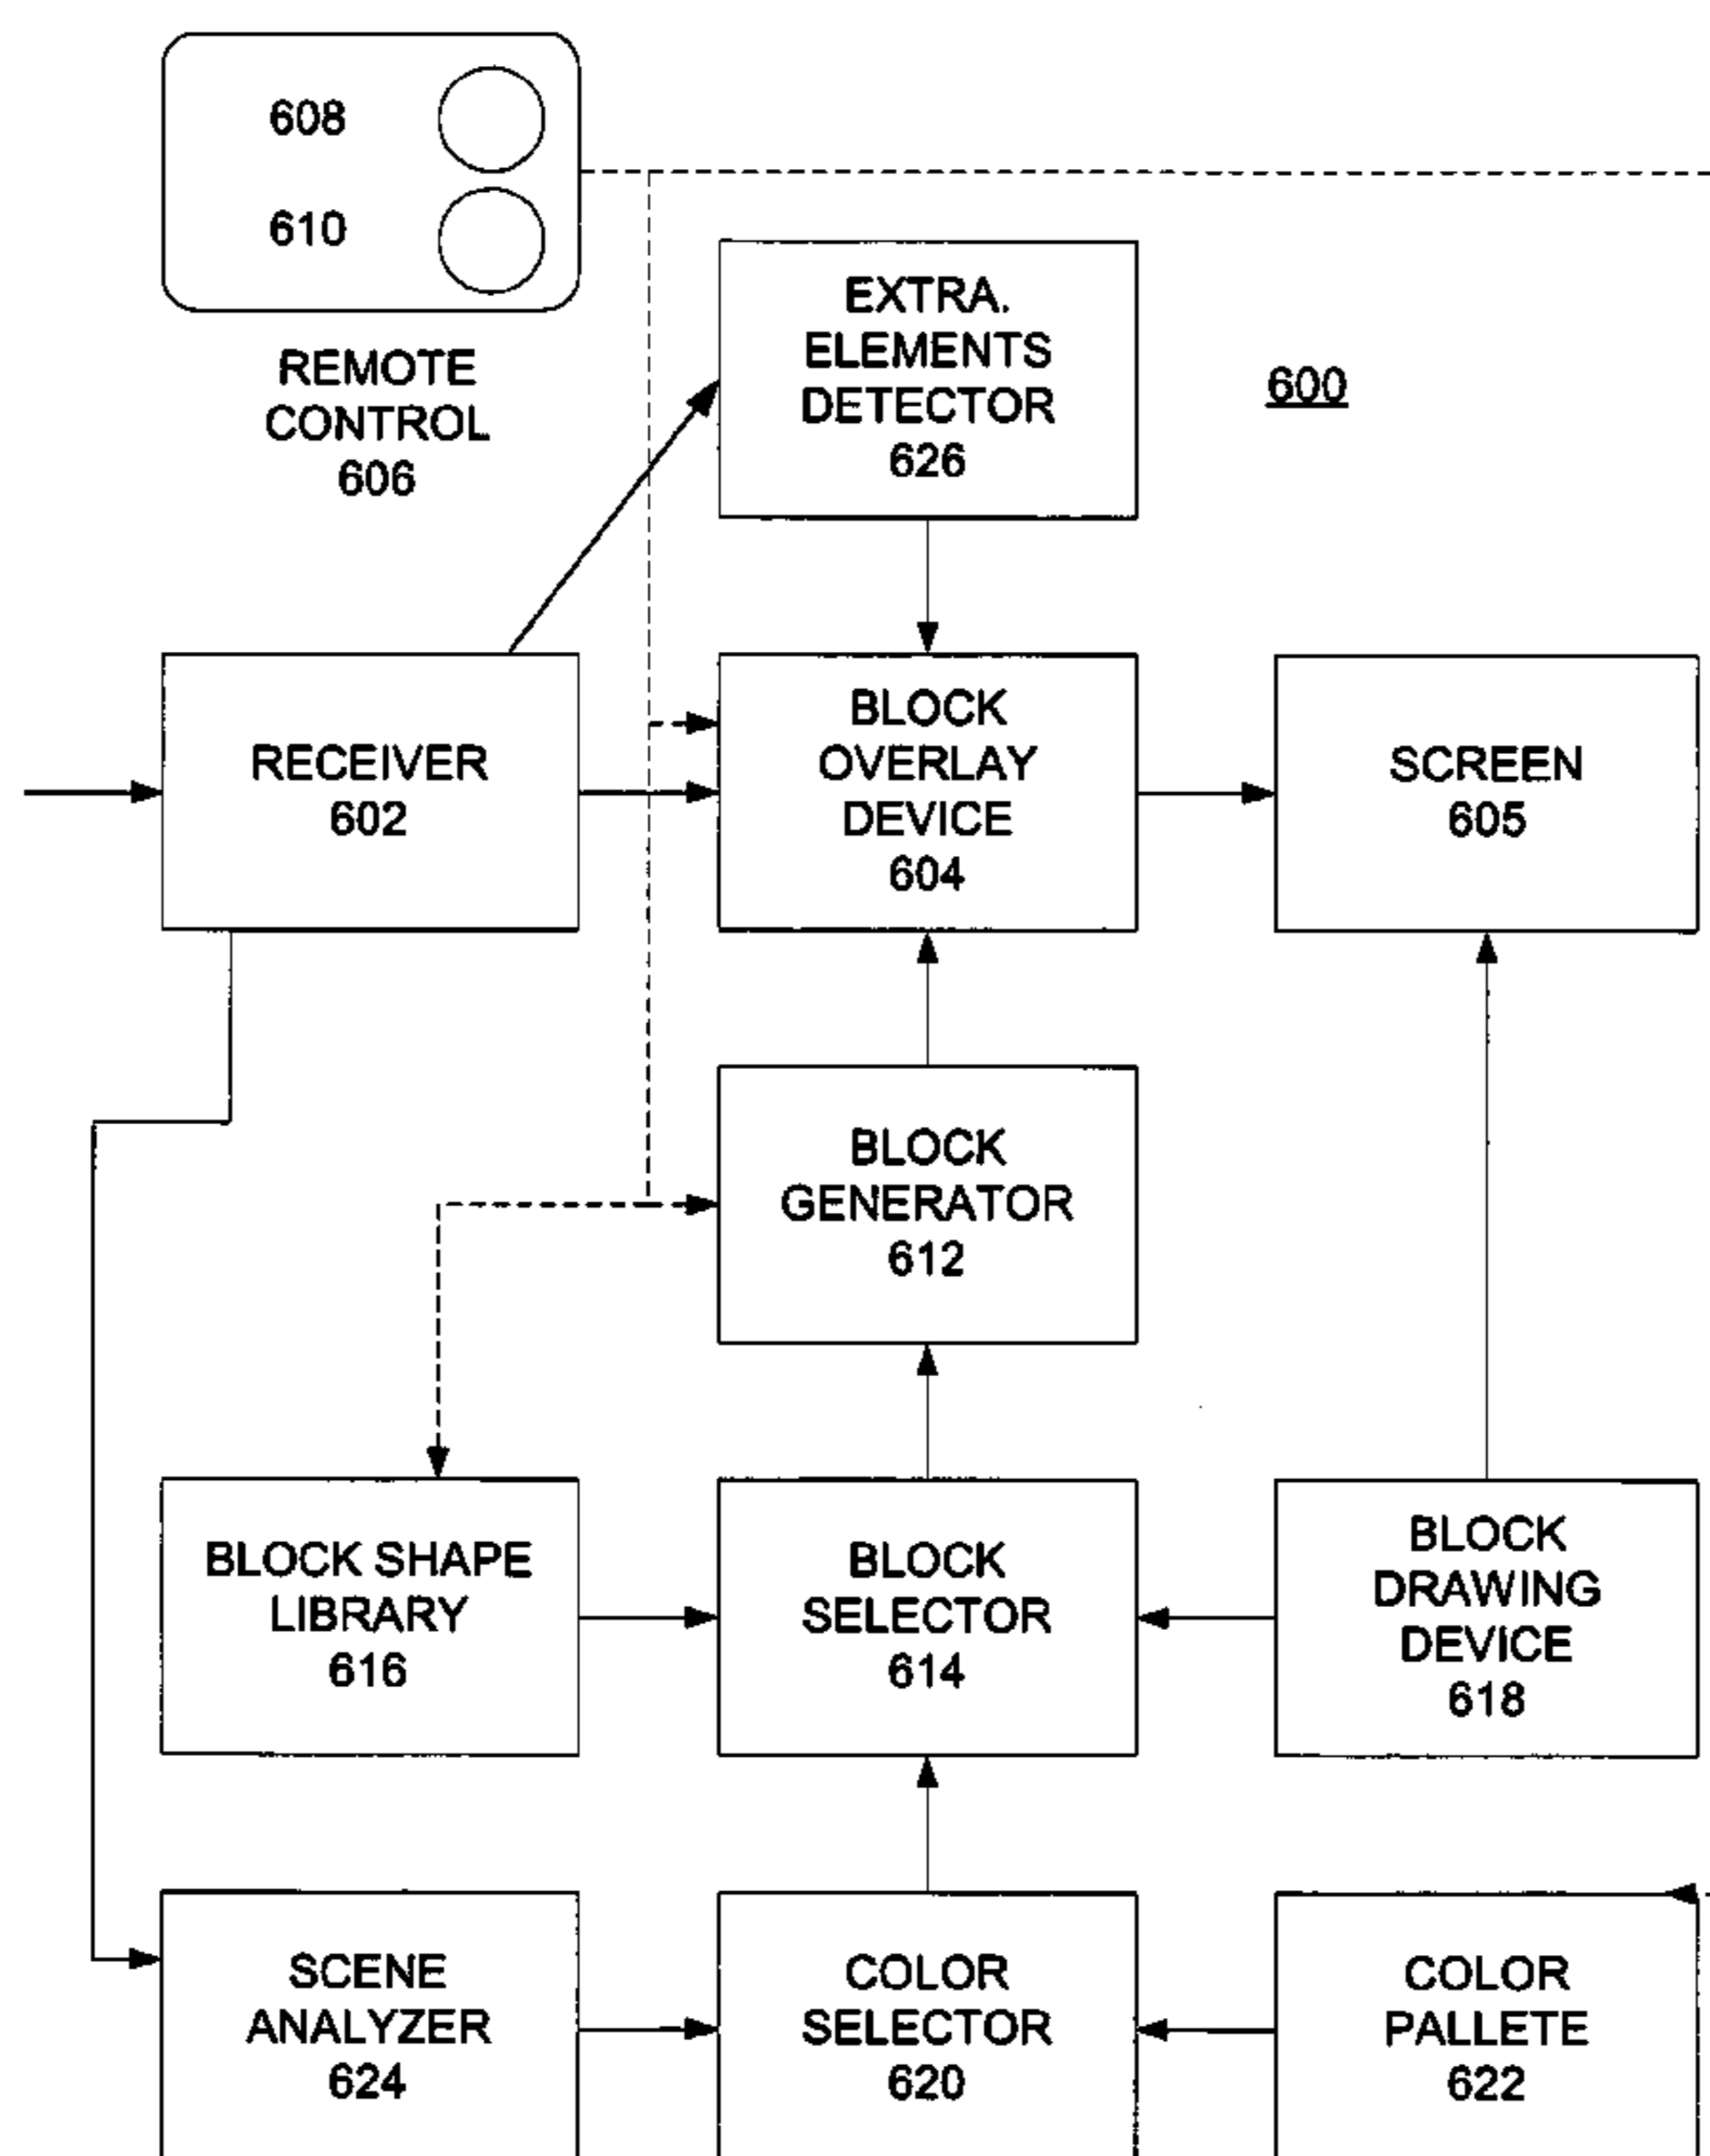 608
610
REMOTE
CONTROL
606
EXTRA.
ELEMENTS
DETECTOR
626
600
RECEIVER
602
BLOCK
OVERLAY
DEVICE
604
SCREEN
605
BLOCK
GENERATOR
612
BLOCK SHAPE
LIBRARY
616
BLOCK
SELECTOR
614
BLOCK
DRAWING
DEVICE
618
SCENE
ANALYZER
624
COLOR
SELECTOR
620
COLOR
PALLETE
622